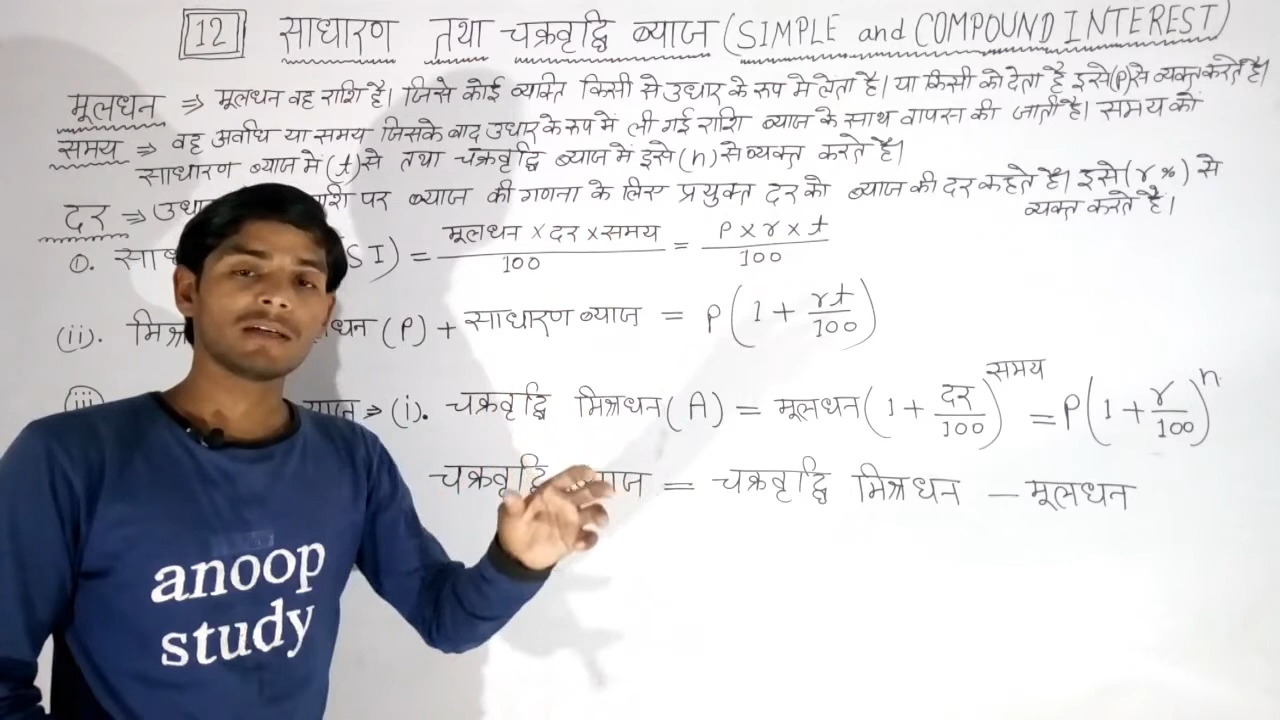 12 साधारण तथा चक्रवृद्धि ब्याज (SIMPLE and COMPOUND INTEREST)
मूलधन ⇒ मूलधन वह राशि है। जिसे कोई व्यक्ति किसी से उधार के रूप मे लेता है। या किसी को देता है इसे (P) से व्यक्त करते है।
समय ⇒ वह अवधि या समय जिसके बाद उधार के रूप में ली गई राशि ब्याज के साथ वापस की जाती है। समय को
साधारण ब्याज में (t) से तथा चक्रवृद्धि ब्याज में इसे (n) से व्यक्त करते है।
दर ⇒ पर ब्याज की गणना के लिए प्रयुक्त दर को ब्याज की दर कहते है। इसे (r %) से
व्यक्त करते है।
SI) = मूलधन × दर × समय / 100 = P × r × t / 100
(ii). (P) + साधारण ब्याज = P(1 + rt/100)
(iii) ⇒ (i). चक्रवृद्धि मिश्रधन (A) = मूलधन (1 + दर/100)^समय = P(1 + r/100)^n
चक्रवृद्धि = चक्रवृद्धि मिश्रधन − मूलधन
anoop
study